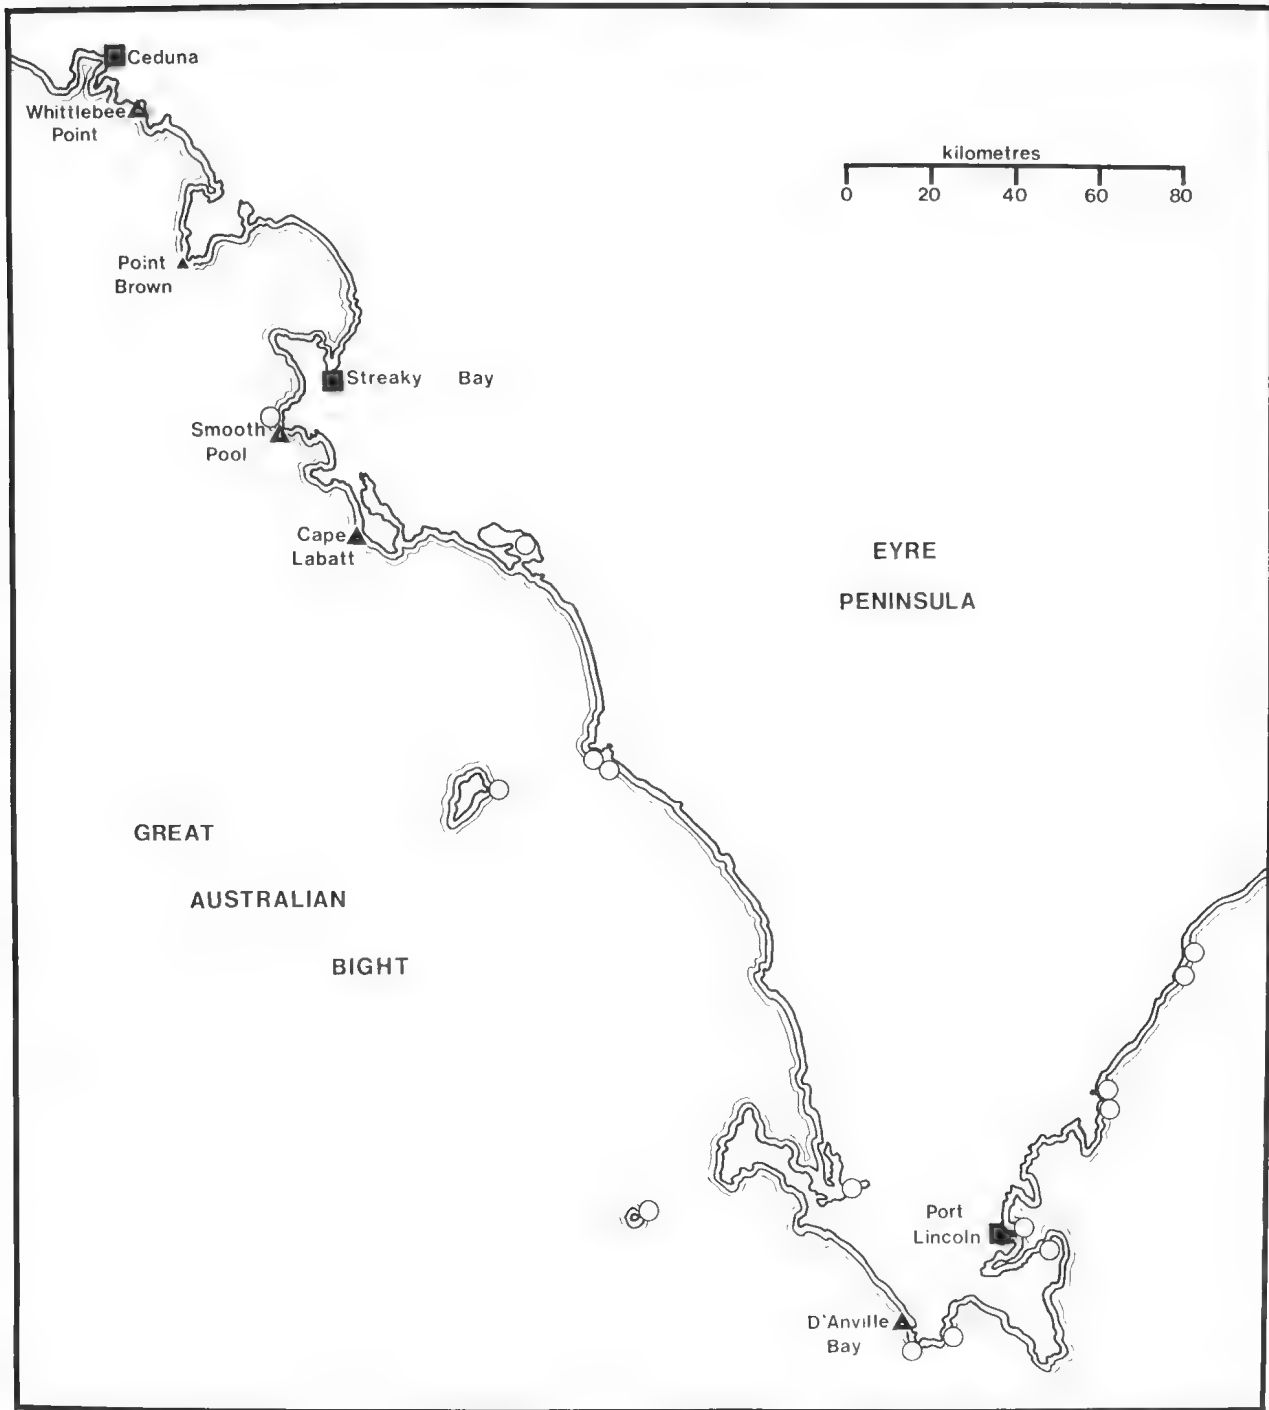 Ceduna
Whittlebee
Point
kilometres
0 20 40 60 80
Point
Brown
Streaky Bay
Smooth
Pool
Cape
Labatt
EYRE
PENINSULA
GREAT
AUSTRALIAN
BIGHT
Port
Lincoln
D'Anville
Bay